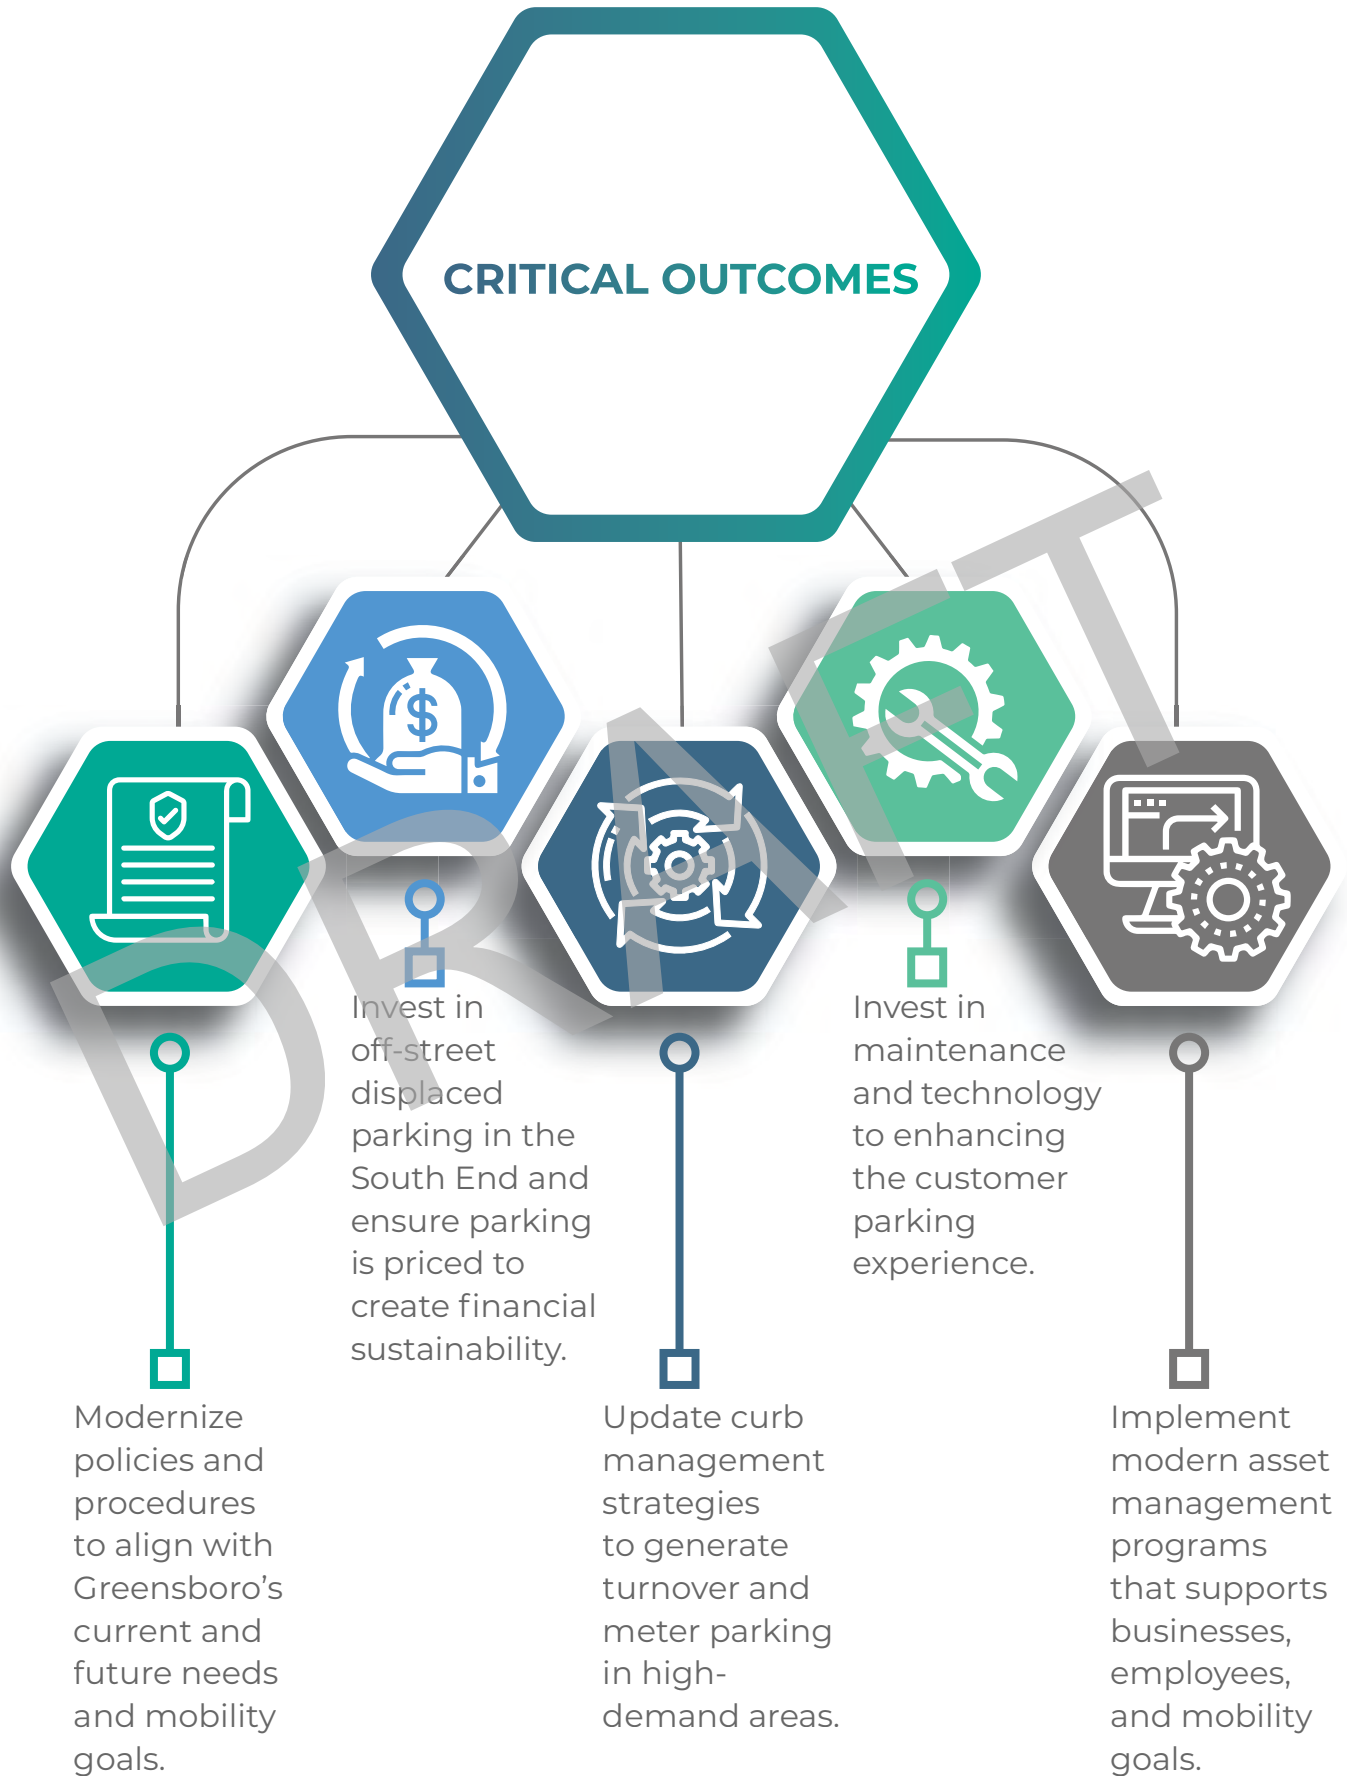 CRITICAL OUTCOMES
$
DRAFT
Modernize
policies and
procedures
to align with
Greensboro’s
current and
future needs
and mobility
goals.
Invest in
off-street
displaced
parking in the
South End and
ensure parking
is priced to
create financial
sustainability.
Update curb
management
strategies
to generate
turnover and
meter parking
in high-
demand areas.
Invest in
maintenance
and technology
to enhancing
the customer
parking
experience.
Implement
modern asset
management
programs
that supports
businesses,
employees,
and mobility
goals.